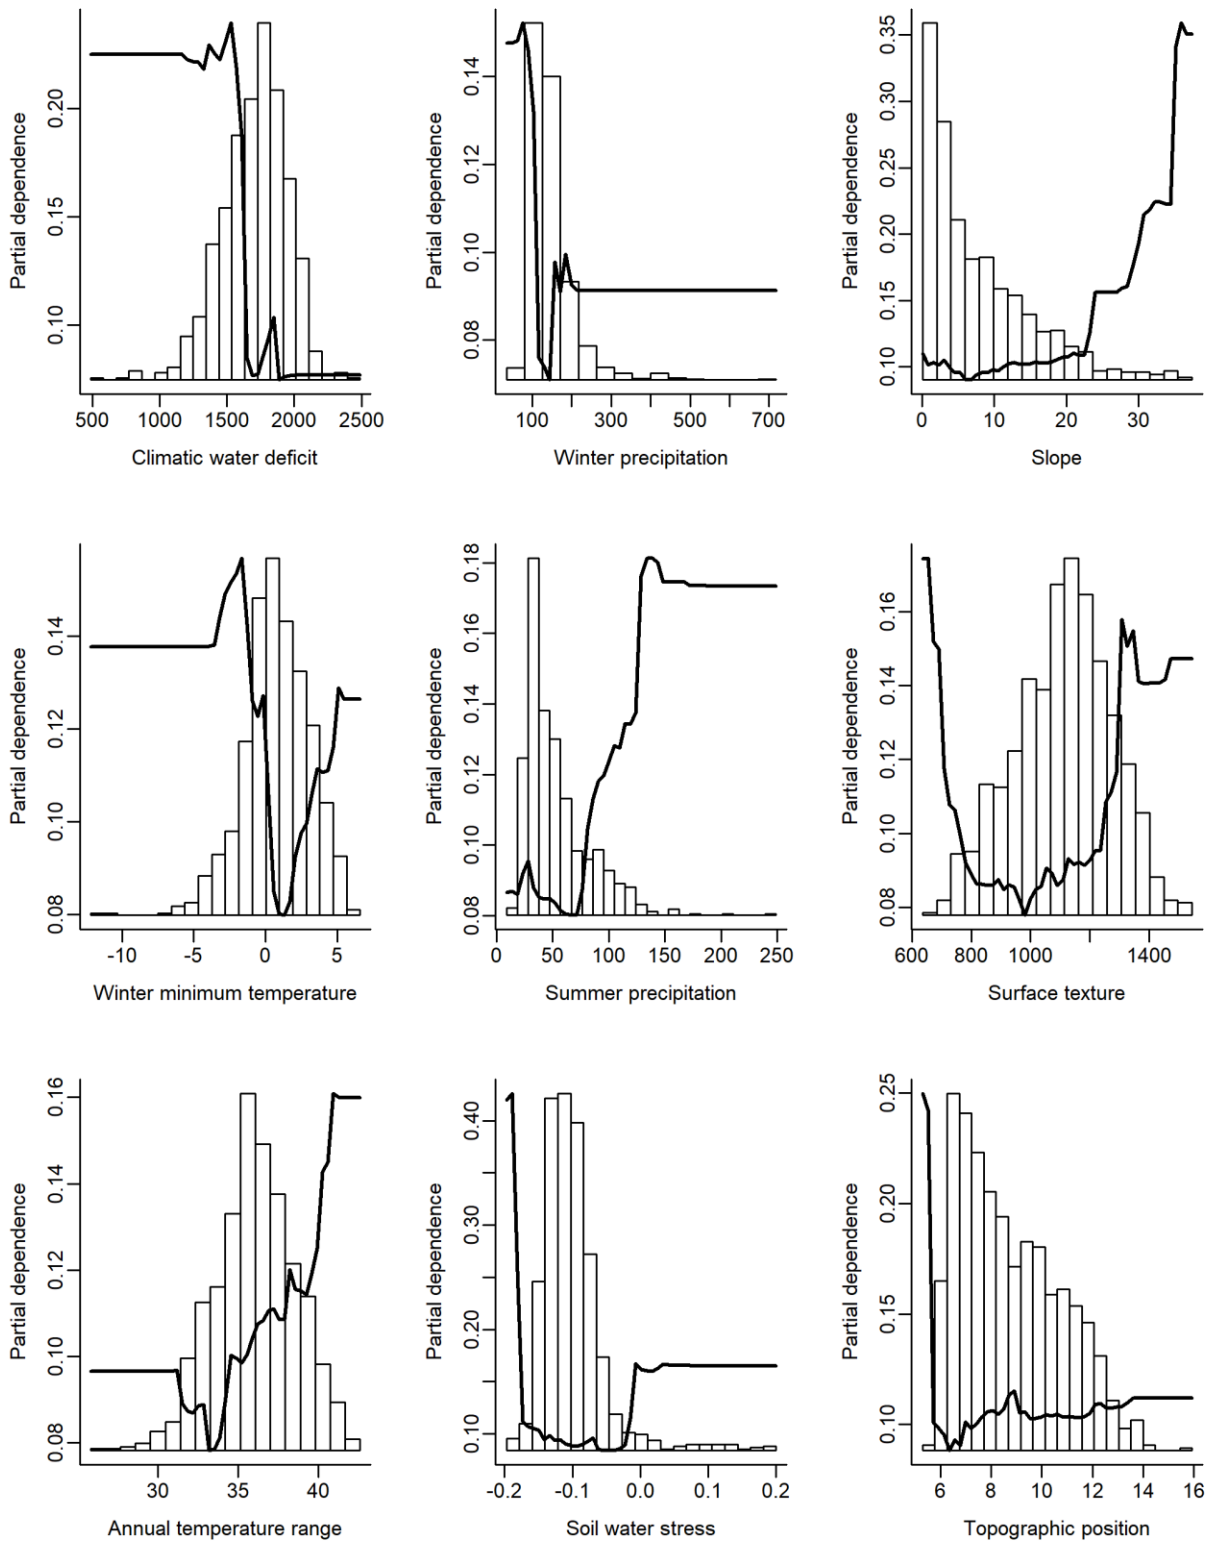 Partial dependence
0.10 0.15 0.20
500 1000 1500 2000 2500
Climatic water deficit
Partial dependence
0.08 0.10 0.12 0.14
100 200 300 500 700
Winter precipitation
Partial dependence
0.10 0.15 0.20 0.25 0.30 0.35
0 10 20 30
Slope
Partial dependence
0.08 0.10 0.12 0.14
-10 -5 0 5
Winter minimum temperature
Partial dependence
0.08 0.10 0.12 0.14 0.16 0.18
0 50 100 150 200 250
Summer precipitation
Partial dependence
0.08 0.10 0.12 0.14 0.16
600 800 1000 1400
Surface texture
Partial dependence
0.08 0.10 0.12 0.14 0.16
30 35 40
Annual temperature range
Partial dependence
0.10 0.20 0.30 0.40
-0.2 -0.1 0.0 0.1 0.2
Soil water stress
Partial dependence
0.10 0.15 0.20 0.25
6 8 10 12 14 16
Topographic position